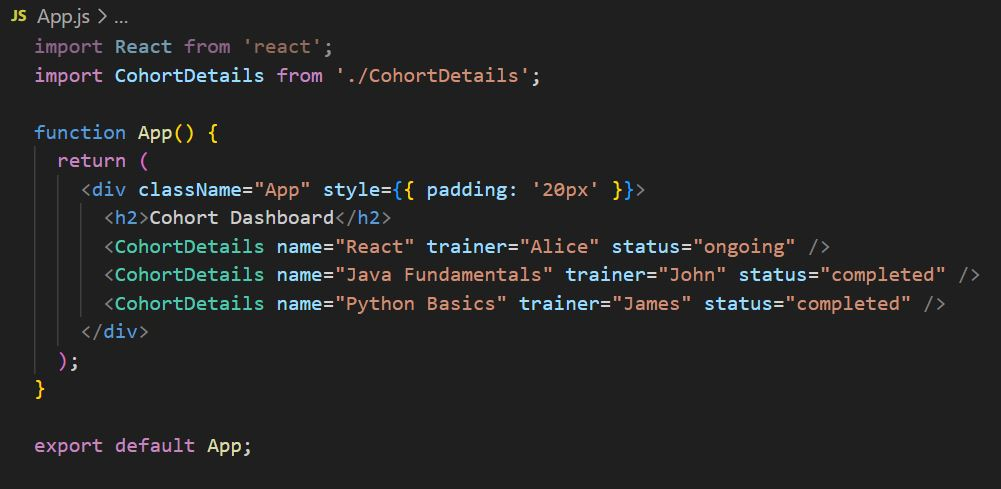 JS App.js > ...
import React from 'react';
import CohortDetails from './CohortDetails';

function App() {
  return (
    <div className="App" style={{ padding: '20px' }}>
      <h2>Cohort Dashboard</h2>
      <CohortDetails name="React" trainer="Alice" status="ongoing" />
      <CohortDetails name="Java Fundamentals" trainer="John" status="completed" />
      <CohortDetails name="Python Basics" trainer="James" status="completed" />
    </div>
  );
}

export default App;